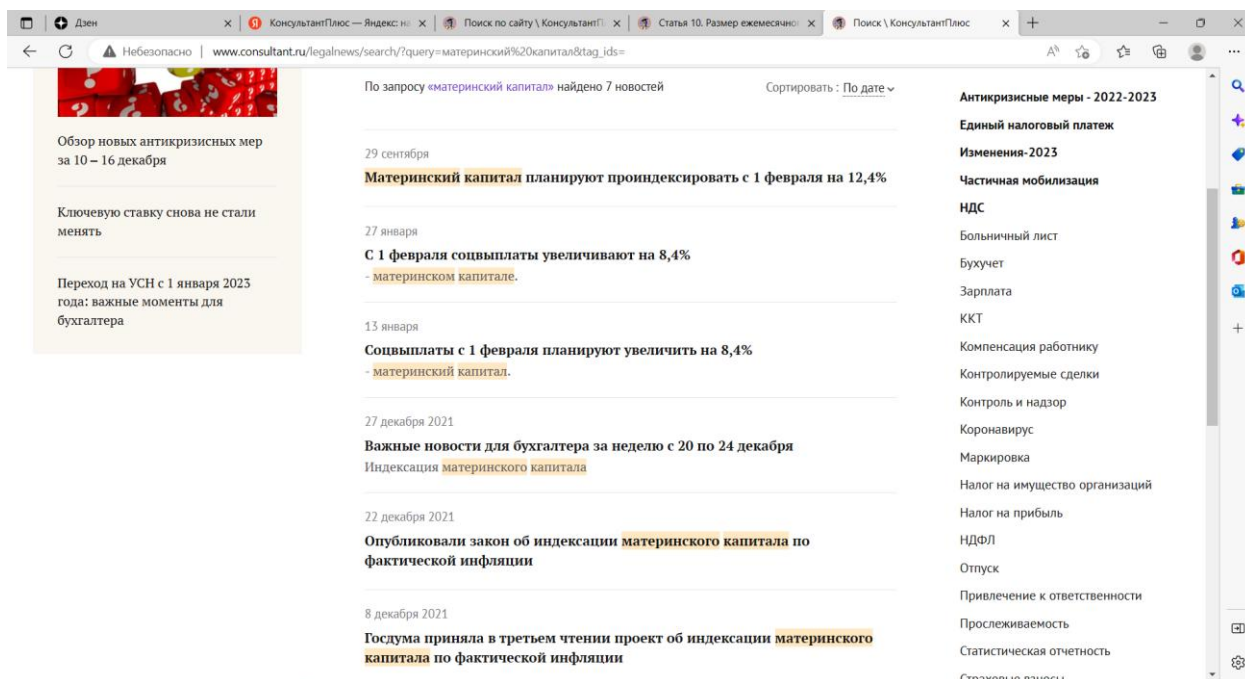 Дзен
КонсультантПлюс — Яндекс: на
Поиск по сайту \ КонсультантП
Статья 10. Размер ежемесячног
Поиск \ КонсультантПлюс
Небезопасно | www.consultant.ru/legalnews/search/?query=материнский%20капитал&tag_ids=
Обзор новых антикризисных мер
за 10 – 16 декабря
Ключевую ставку снова не стали
менять
Переход на УСН с 1 января 2023
года: важные моменты для
бухгалтера
По запросу «материнский капитал» найдено 7 новостей
Сортировать : По дате
29 сентября
Материнский капитал планируют проиндексировать с 1 февраля на 12,4%
27 января
С 1 февраля соцвыплаты увеличивают на 8,4%
- материнском капитале.
13 января
Соцвыплаты с 1 февраля планируют увеличить на 8,4%
- материнский капитал.
27 декабря 2021
Важные новости для бухгалтера за неделю с 20 по 24 декабря
Индексация материнского капитала
22 декабря 2021
Опубликовали закон об индексации материнского капитала по
фактической инфляции
8 декабря 2021
Госдума приняла в третьем чтении проект об индексации материнского
капитала по фактической инфляции
Антикризисные меры - 2022-2023
Единый налоговый платеж
Изменения-2023
Частичная мобилизация
НДС
Больничный лист
Бухучет
Зарплата
ККТ
Компенсация работнику
Контролируемые сделки
Контроль и надзор
Коронавирус
Маркировка
Налог на имущество организаций
Налог на прибыль
НДФЛ
Отпуск
Привлечение к ответственности
Прослеживаемость
Статистическая отчетность
Страховые взносы